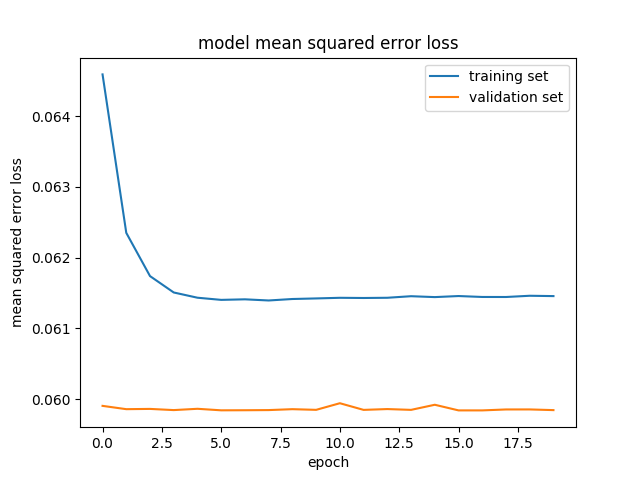 model mean squared error loss
training set
validation set
0.064
0.063
0.062
0.061
0.060
mean squared error loss
0.0
2.5
5.0
7.5
10.0
12.5
15.0
17.5
epoch